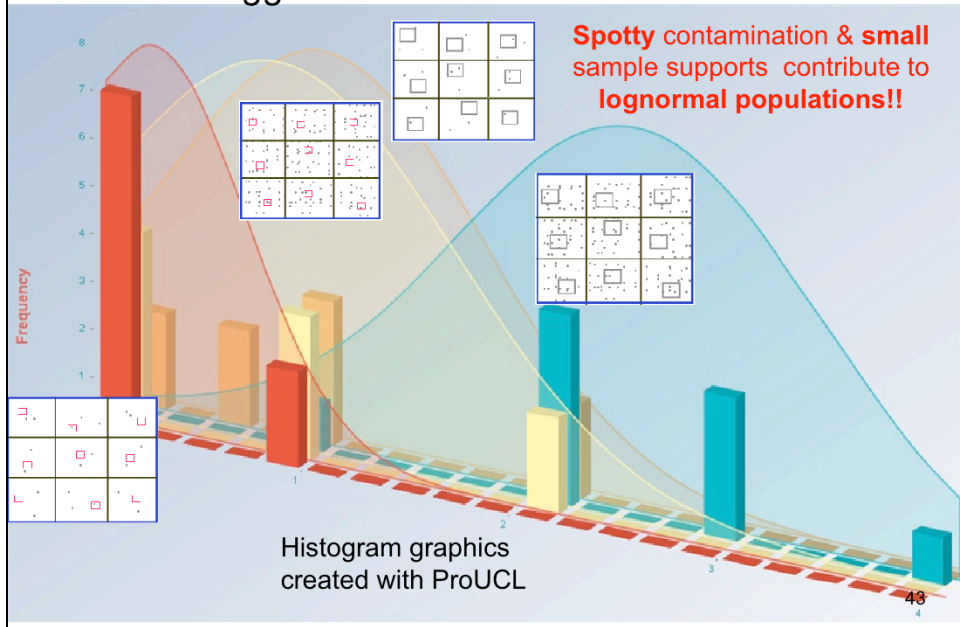 Spotty contamination & small
sample supports contribute to
lognormal populations!!
8
7
6
5
4
3
2
1
Frequency
1
2
3
4
Histogram graphics
created with ProUCL
43